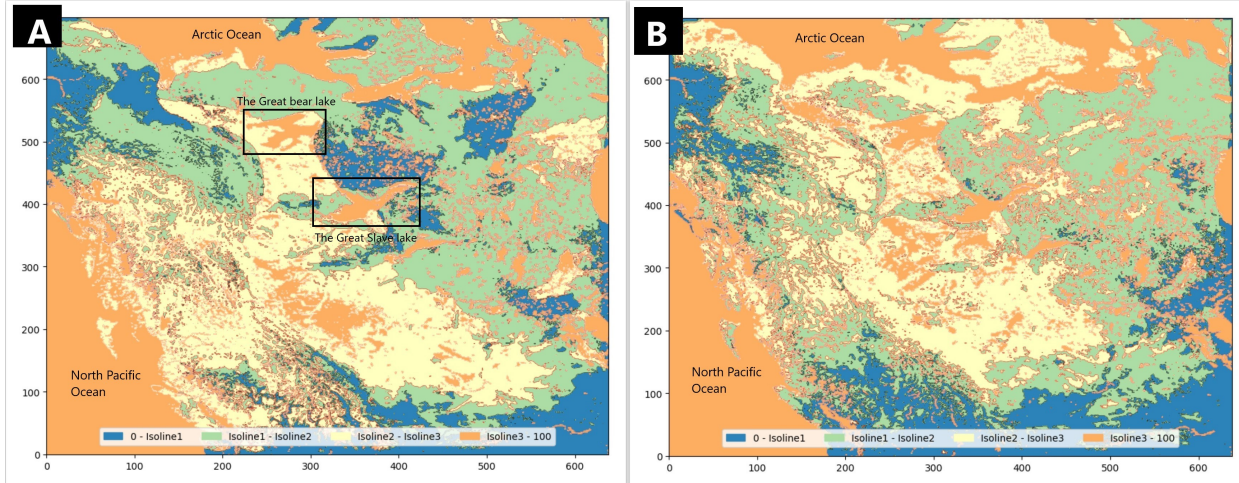 A
Arctic Ocean
The Great bear lake
The Great Slave lake
North Pacific
Ocean
600
500
400
300
200
100
0
0 - Isoline1 Isoline1 - Isoline2 Isoline2 - Isoline3 Isoline3 - 100
0 100 200 300 400 500 600
B
Arctic Ocean
North Pacific
Ocean
600
500
400
300
200
100
0
0 - Isoline1 Isoline1 - Isoline2 Isoline2 - Isoline3 Isoline3 - 100
0 100 200 300 400 500 600